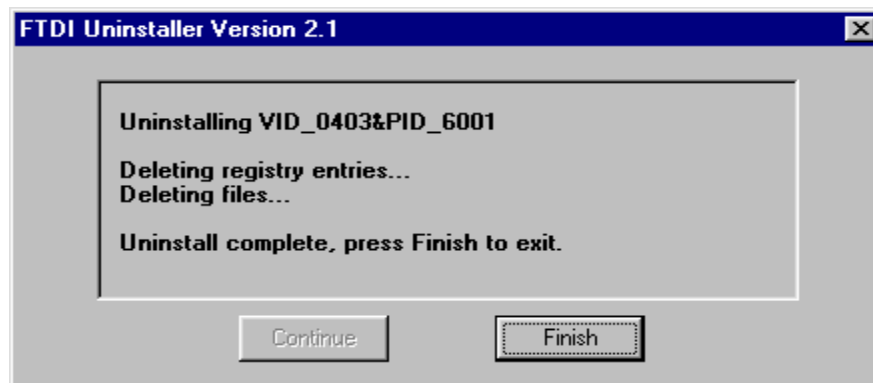 FTDI Uninstaller Version 2.1
Uninstalling VID_0403&PID_6001
Deleting registry entries...
Deleting files...
Uninstall complete, press Finish to exit.
Continue
Finish